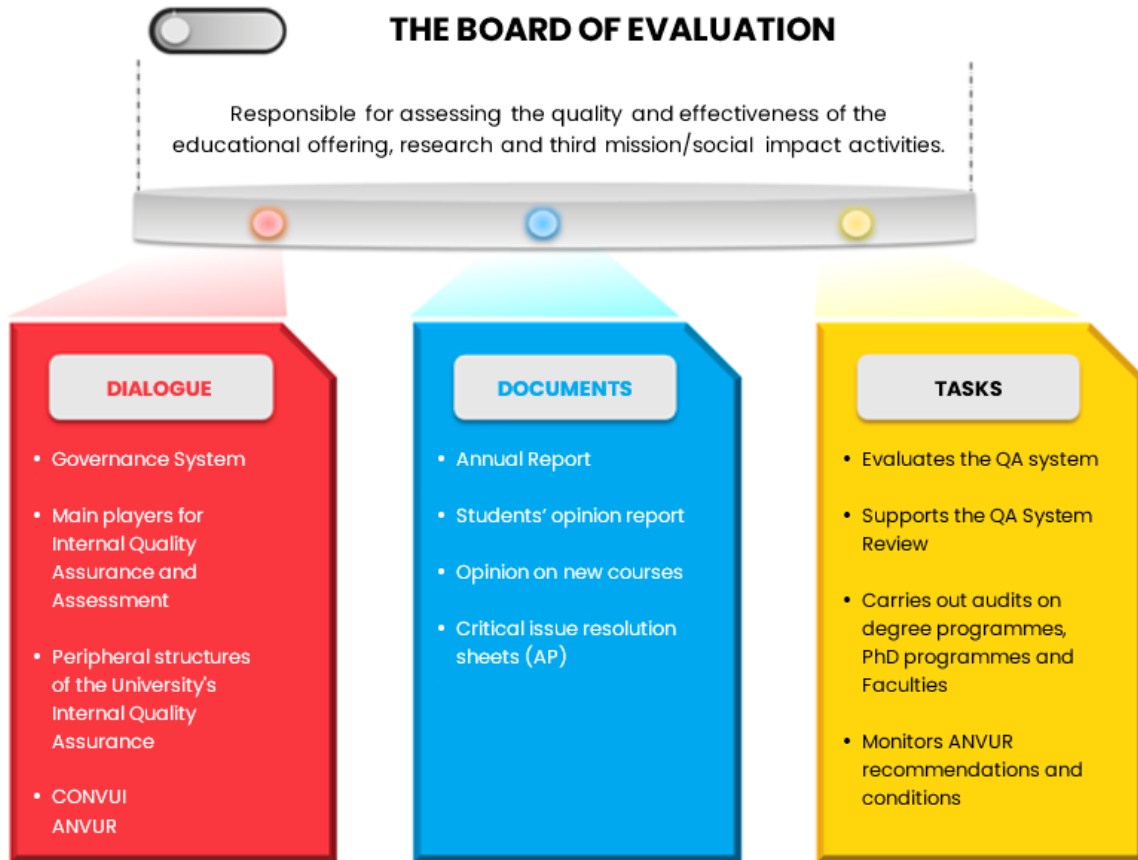 THE BOARD OF EVALUATION
Responsible for assessing the quality and effectiveness of the
educational offering, research and third mission/social impact activities.
DIALOGUE
• Governance System
• Main players for
Internal Quality
Assurance and
Assessment
• Peripheral structures
of the University's
Internal Quality
Assurance
• CONVUI
ANVUR
DOCUMENTS
• Annual Report
• Students’ opinion report
• Opinion on new courses
• Critical issue resolution
sheets (AP)
TASKS
• Evaluates the QA system
• Supports the QA System
Review
• Carries out audits on
degree programmes,
PhD programmes and
Faculties
• Monitors ANVUR
recommendations and
conditions